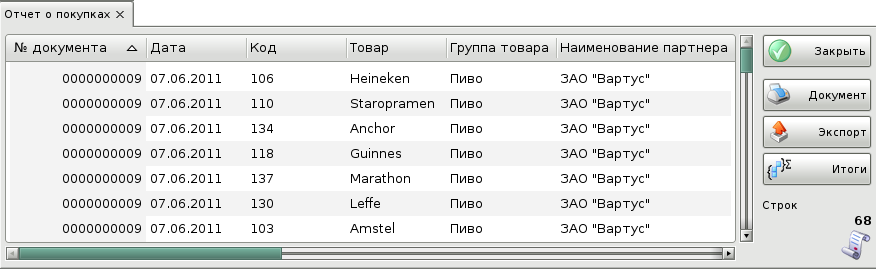 Отчет о покупках
№ документа Дата Код Товар Группа товара Наименование партнера
0000000009 07.06.2011 106 Heineken Пиво ЗАО "Вартус"
0000000009 07.06.2011 110 Staropramen Пиво ЗАО "Вартус"
0000000009 07.06.2011 134 Anchor Пиво ЗАО "Вартус"
0000000009 07.06.2011 118 Guinnes Пиво ЗАО "Вартус"
0000000009 07.06.2011 137 Marathon Пиво ЗАО "Вартус"
0000000009 07.06.2011 130 Leffe Пиво ЗАО "Вартус"
0000000009 07.06.2011 103 Amstel Пиво ЗАО "Вартус"
Закрыть
Документ
Экспорт
{}Σ Итоги
Строк
68